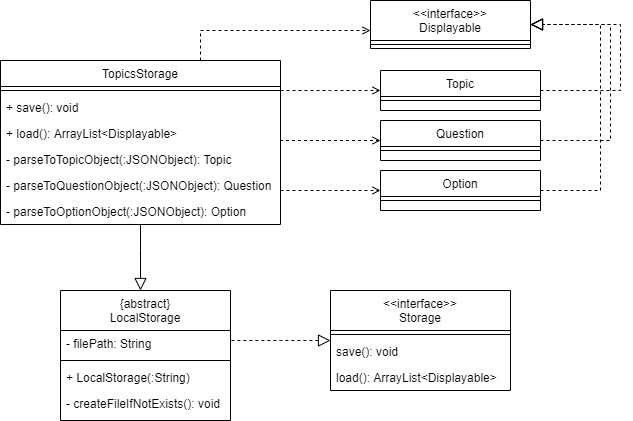 <<interface>>
Displayable
TopicsStorage
+ save(): void
+ load(): ArrayList<Displayable>
- parseToTopicObject(:JSONObject): Topic
- parseToQuestionObject(:JSONObject): Question
- parseToOptionObject(:JSONObject): Option
Topic
Question
Option
{abstract}
LocalStorage
- filePath: String
+ LocalStorage(:String)
- createFileIfNotExists(): void
<<interface>>
Storage
save(): void
load(): ArrayList<Displayable>